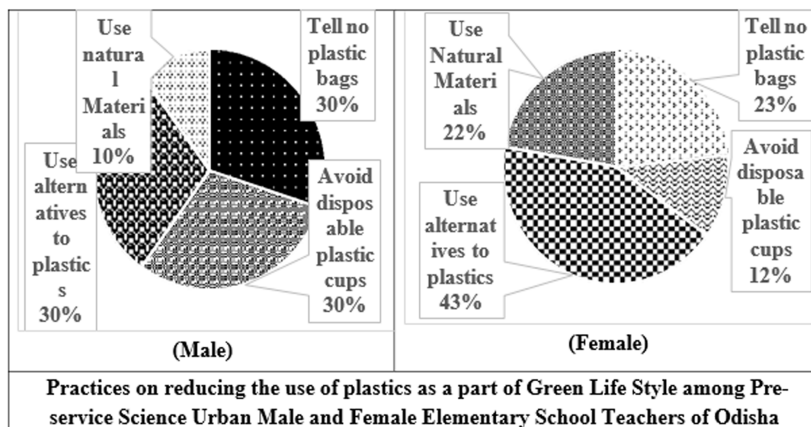 Use
natura
l
Materi
als
10%
Tell no
plastic
bags
30%
Use
altern
atives
to
plastic
s
30%
Avoid
dispos
able
plastic
cups
30%
(Male)
Use
Natural
Materi
als
22%
Tell no
plastic
bags
23%
Use
alternat
ives to
plastics
43%
Avoid
disposa
ble
plastic
cups
12%
(Female)
Practices on reducing the use of plastics as a part of Green Life Style among Pre-
service Science Urban Male and Female Elementary School Teachers of Odisha